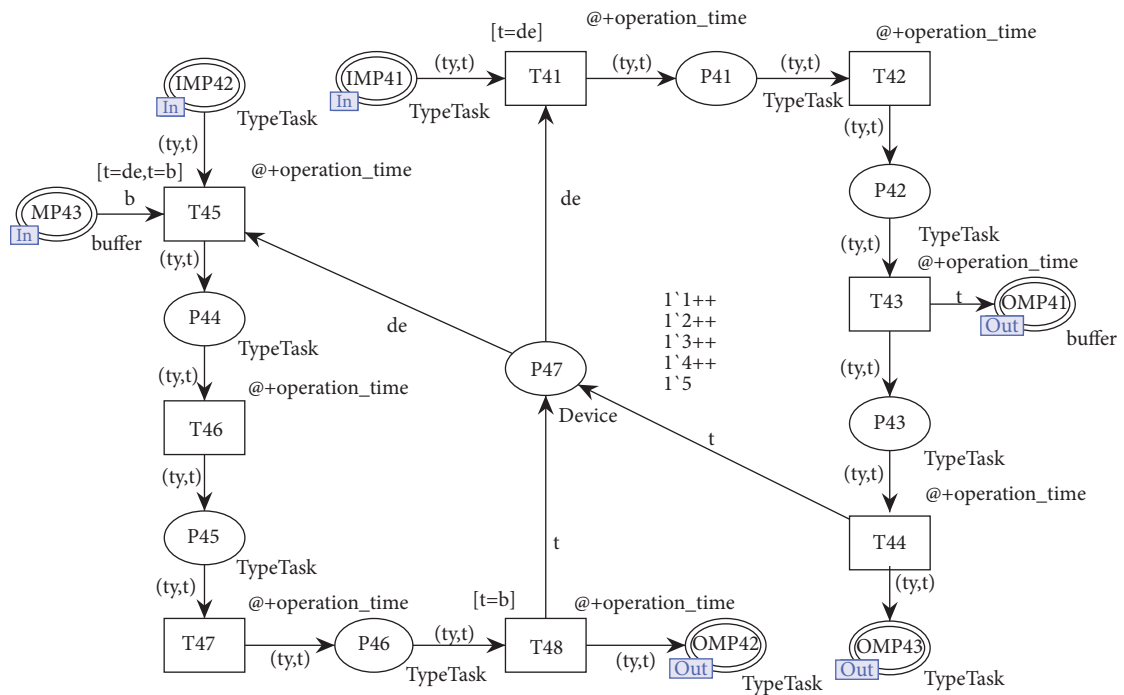 @+operation_time
[t=de]
@+operation_time
IMP42
In
TypeTask
IMP41
In
(ty,t)
TypeTask
T41
(ty,t)
P41
(ty,t)
TypeTask
T42
(ty,t)
(ty,t)
[t=de,t=b]
@+operation_time
MP43
In
b
buffer
T45
de
P42
TypeTask
(ty,t)
(ty,t)
@+operation_time
T43
t
OMP41
Out
buffer
P44
TypeTask
de
1`1++
1`2++
1`3++
1`4++
1`5
(ty,t)
(ty,t)
@+operation_time
P47
Device
T46
P43
TypeTask
t
(ty,t)
(ty,t)
@+operation_time
P45
TypeTask
T44
t
(ty,t)
(ty,t)
@+operation_time
[t=b]
@+operation_time
T47
(ty,t)
P46
(ty,t)
TypeTask
T48
(ty,t)
OMP42
Out
TypeTask
OMP43
Out
TypeTask